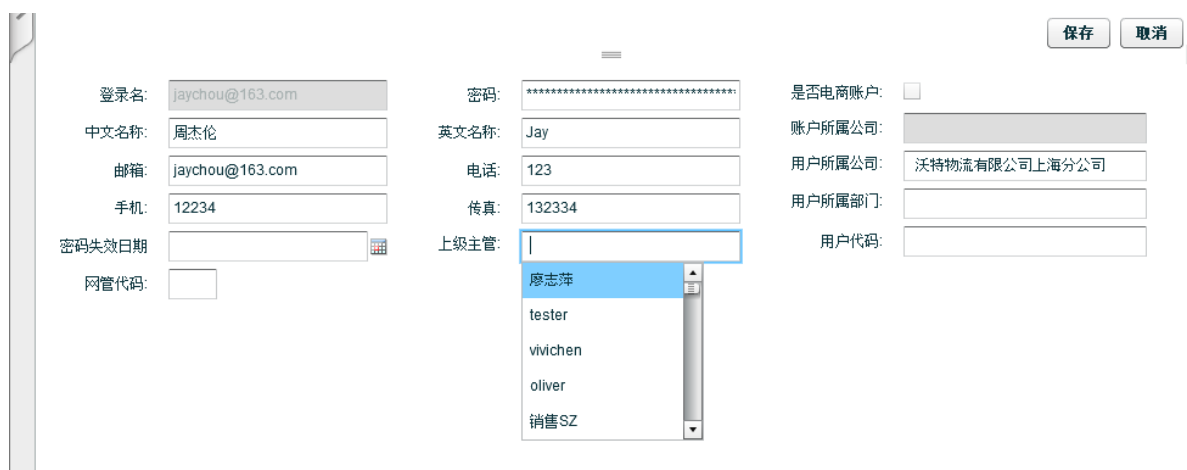 保存 取消
登录名: jaychou@163.com 密码: ********************************** 是否电商账户:
中文名称: 周杰伦 英文名称: Jay 账户所属公司:
邮箱: jaychou@163.com 电话: 123 用户所属公司: 沃特物流有限公司上海分公司
手机: 12234 传真: 132334 用户所属部门:
密码失效日期 上级主管: 用户代码:
网管代码: 廖志萍
tester
vivichen
oliver
销售SZ